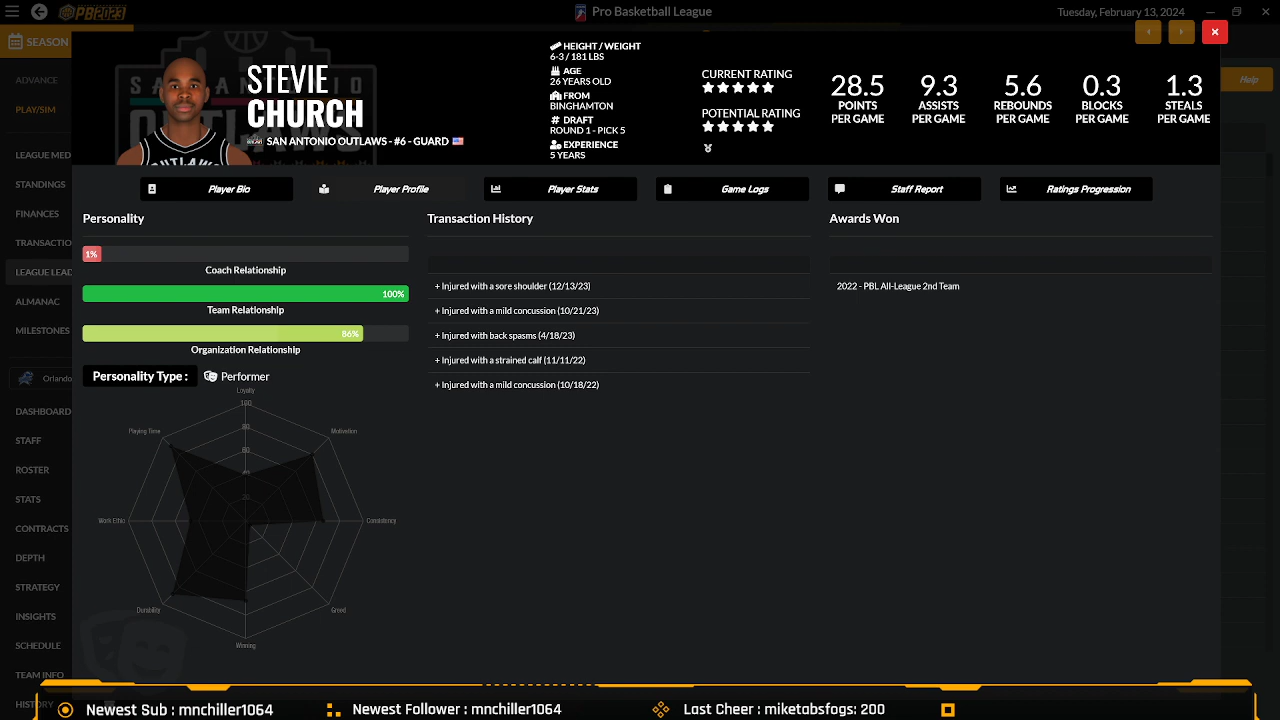 PB2023
Pro Basketball League
Tuesday, February 13, 2024
SEASON
ADVANCE
PLAY/SIM
LEAGUE MED
STANDINGS
FINANCES
TRANSACTIO
LEAGUE LEAD
ALMANAC
MILESTONES
Orlando
DASHBOARD
STAFF
ROSTER
STATS
CONTRACTS
DEPTH
STRATEGY
INSIGHTS
SCHEDULE
TEAM INFO
HISTORY
Help
SAN ANTONIO
OUTLAWS
STEVIE
CHURCH
SAN ANTONIO OUTLAWS - #6 - GUARD
HEIGHT / WEIGHT
6-3 / 181 LBS
AGE
26 YEARS OLD
FROM
BINGHAMTON
# DRAFT
ROUND 1 - PICK 5
EXPERIENCE
5 YEARS
CURRENT RATING
POTENTIAL RATING
28.5
POINTS
PER GAME
9.3
ASSISTS
PER GAME
5.6
REBOUNDS
PER GAME
0.3
BLOCKS
PER GAME
1.3
STEALS
PER GAME
Player Bio
Player Profile
Player Stats
Game Logs
Staff Report
Ratings Progression
Personality
1%
Coach Relationship
100%
Team Relationship
86%
Organization Relationship
Personality Type :
Performer
Loyalty
100
80
60
40
20
Motivation
Consistency
Greed
Winning
Durability
Work Ethic
Playing Time
Transaction History
+ Injured with a sore shoulder (12/13/23)
+ Injured with a mild concussion (10/21/23)
+ Injured with back spasms (4/18/23)
+ Injured with a strained calf (11/11/22)
+ Injured with a mild concussion (10/18/22)
Awards Won
2022 - PBL All-League 2nd Team
Newest Sub : mnchiller1064
Newest Follower : mnchiller1064
Last Cheer : miketabsfogs: 200